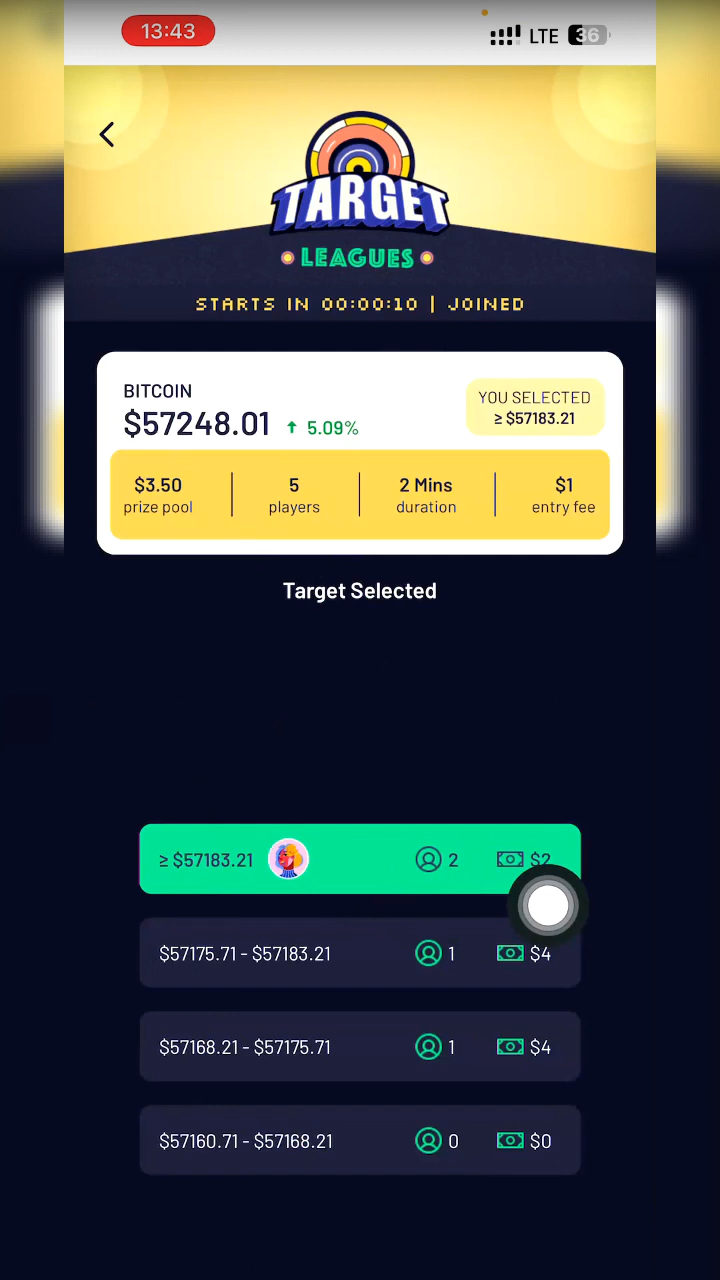 13:43
LTE 36
TARGET
LEAGUES
STARTS IN 00:00:10 | JOINED
BITCOIN
$57248.01 5.09%
YOU SELECTED
≥ $57183.21
$3.50 5 2 Mins $1
prize pool players duration entry fee
Target Selected
≥ $57183.21 2 $2
$57175.71 - $57183.21 1 $4
$57168.21 - $57175.71 1 $4
$57160.71 - $57168.21 0 $0